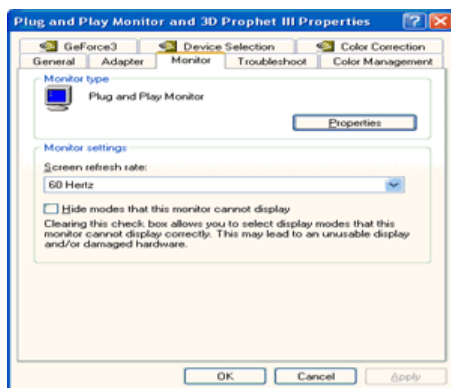 Plug and Play Monitor and 3D Prophet III Properties
GeForce3 Device Selection Color Correction
General Adapter Monitor Troubleshoot Color Management
Monitor type
Plug and Play Monitor
Properties
Monitor settings
Screen refresh rate:
60 Hertz
Hide modes that this monitor cannot display
Clearing this check box allows you to select display modes that this
monitor cannot display correctly. This may lead to an unusable display
and/or damaged hardware.
OK Cancel Apply